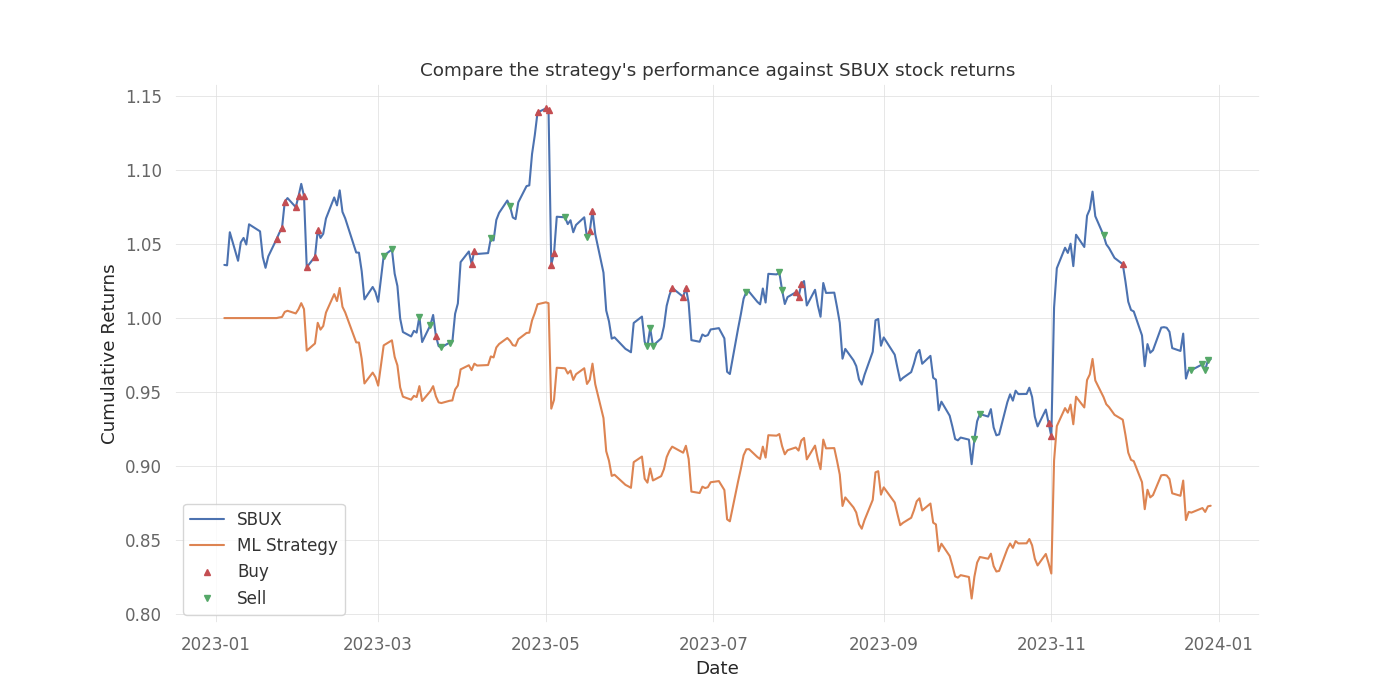 Compare the strategy's performance against SBUX stock returns
1.15
1.10
1.05
1.00
0.95
0.90
0.85
0.80
Cumulative Returns
SBUX
ML Strategy
Buy
Sell
2023-01 2023-03 2023-05 2023-07 2023-09 2023-11 2024-01
Date